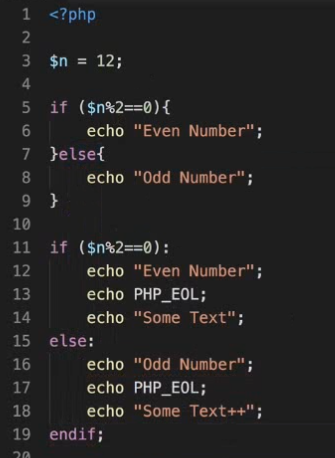 1 <?php
2
3 $n = 12;
4
5 if ($n%2==0){
6     echo "Even Number";
7 }else{
8     echo "Odd Number";
9 }
10
11 if ($n%2==0):
12     echo "Even Number";
13     echo PHP_EOL;
14     echo "Some Text";
15 else:
16     echo "Odd Number";
17     echo PHP_EOL;
18     echo "Some Text++";
19 endif;
20